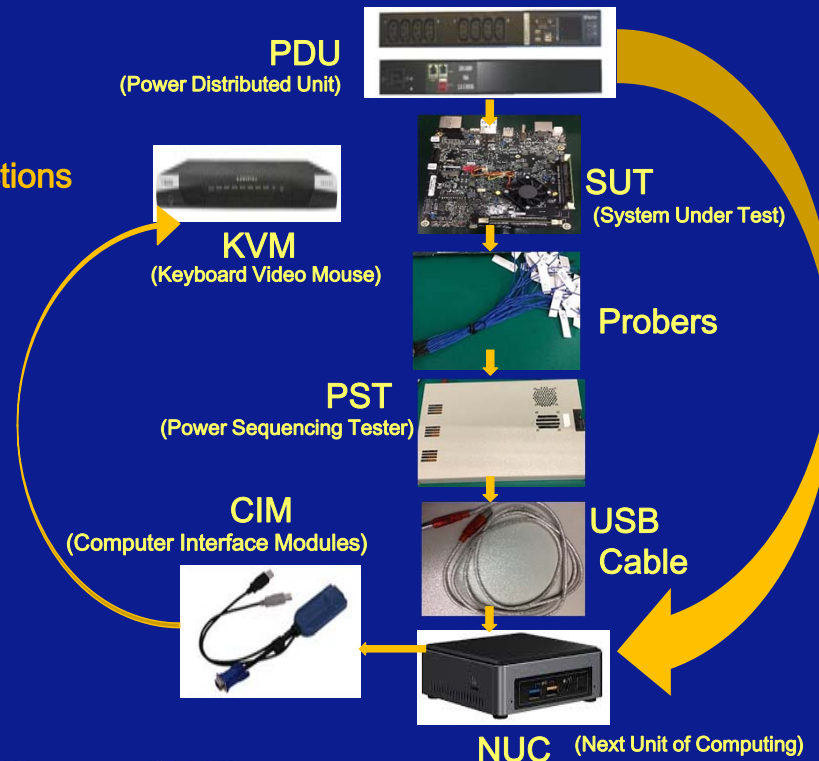 PDU
(Power Distributed Unit)
tions
SUT
(System Under Test)
KVM
(Keyboard Video Mouse)
Probers
PST
(Power Sequencing Tester)
CIM
(Computer Interface Modules)
USB
Cable
NUC (Next Unit of Computing)